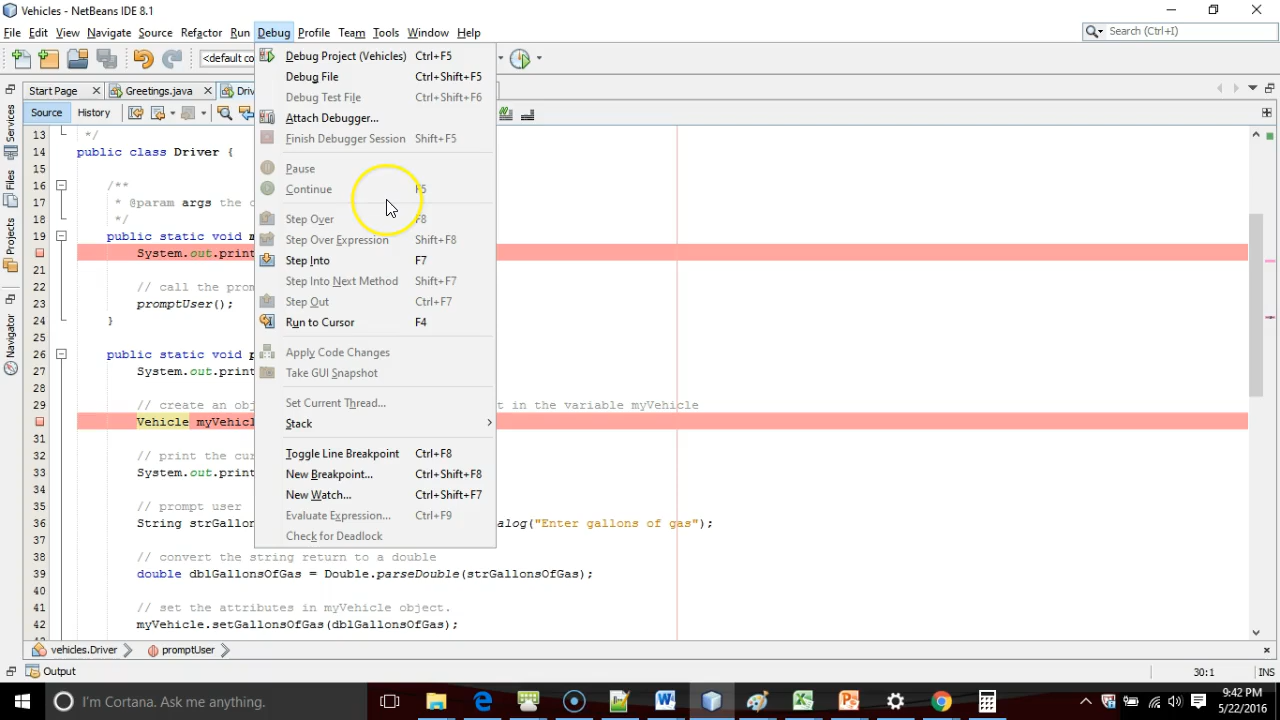 Vehicles - NetBeans IDE 8.1
File Edit View Navigate Source Refactor Run Debug Profile Team Tools Window Help
Search (Ctrl+I)
<default co
Start Page Greetings.java Driv
Source History
Services
Files
Projects
Navigator
Debug Project (Vehicles) Ctrl+F5
Debug File Ctrl+Shift+F5
Debug Test File Ctrl+Shift+F6
Attach Debugger...
Finish Debugger Session Shift+F5
Pause
Continue F5
Step Over F8
Step Over Expression Shift+F8
Step Into F7
Step Into Next Method Shift+F7
Step Out Ctrl+F7
Run to Cursor F4
Apply Code Changes
Take GUI Snapshot
Set Current Thread...
Stack
Toggle Line Breakpoint Ctrl+F8
New Breakpoint... Ctrl+Shift+F8
New Watch... Ctrl+Shift+F7
Evaluate Expression... Ctrl+F9
Check for Deadlock
13 */
14 public class Driver {
15
16 /**
17 * @param args the c
18 */
19 public static void m
System.out.print
21
22 // call the prom
23 promptUser();
24 }
25
26 public static void p
27 System.out.print
28
29 // create an obj t in the variable myVehicle
Vehicle myVehicl
31
32 // print the cur
33 System.out.print
34
35 // prompt user
36 String strGallon alog("Enter gallons of gas");
37
38 // convert the string return to a double
39 double dblGallonsOfGas = Double.parseDouble(strGallonsOfGas);
40
41 // set the attributes in myVehicle object.
42 myVehicle.setGallonsOfGas(dblGallonsOfGas);
vehicles.Driver promptUser
Output
30:1 INS
I'm Cortana. Ask me anything.
9:42 PM
5/22/2016